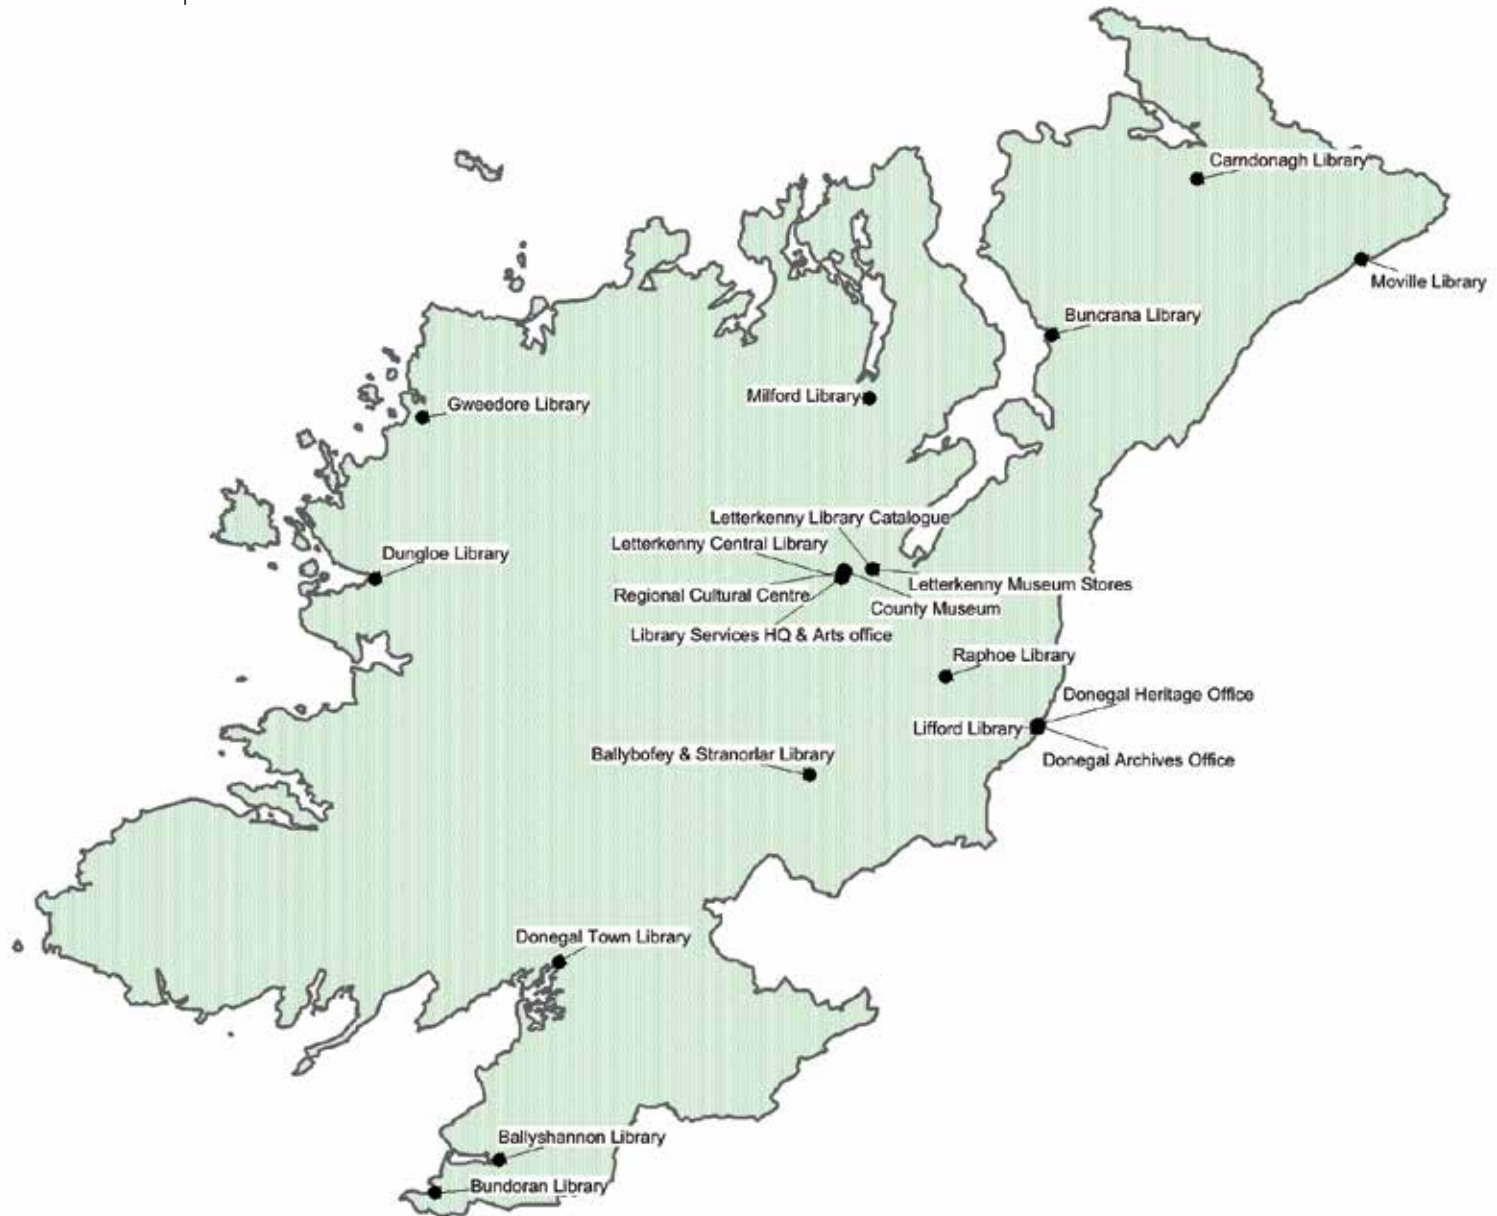 Carndonagh Library
Moville Library
Buncrana Library
Milford Library
Gweedore Library
Letterkenny Library Catalogue
Letterkenny Central Library
Dungloe Library
Letterkenny Museum Stores
Regional Cultural Centre
County Museum
Library Services HQ & Arts office
Raphoe Library
Donegal Heritage Office
Lifford Library
Ballybofey & Stranorlar Library
Donegal Archives Office
Donegal Town Library
Ballyshannon Library
Bundoran Library